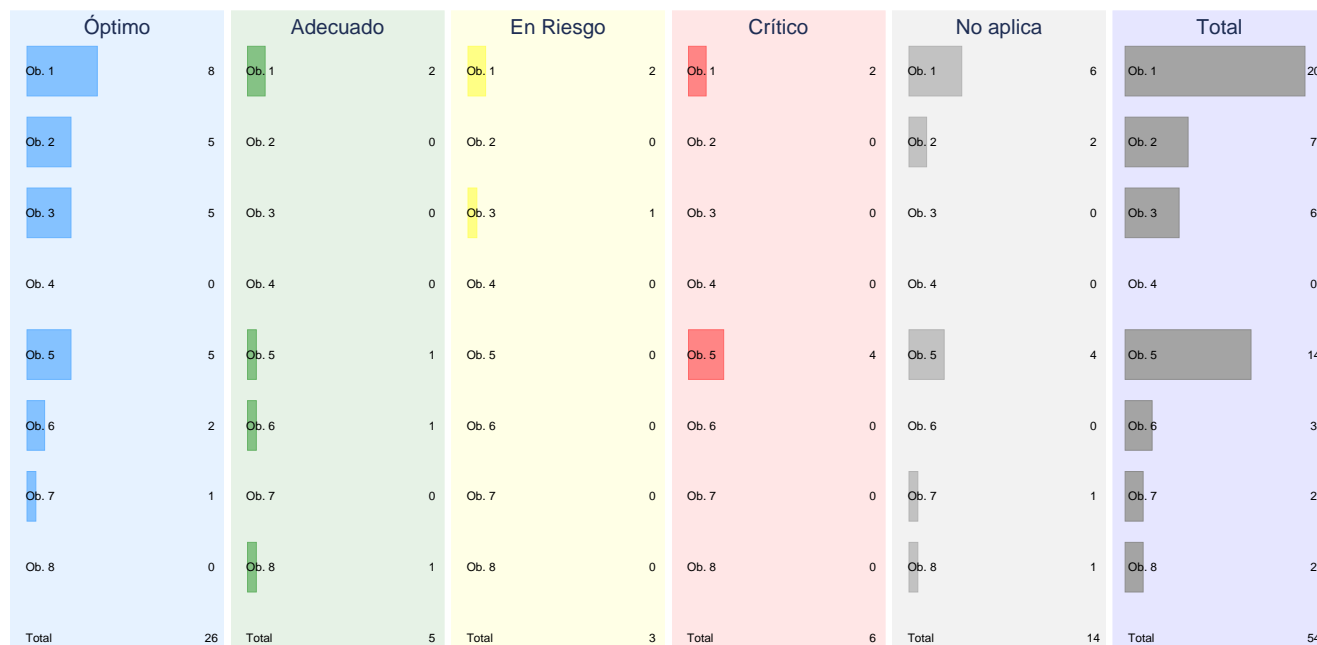 Óptimo Adecuado En Riesgo Crítico No aplica Total
Ob. 1 8 Ob. 1 2 Ob. 1 2 Ob. 1 2 Ob. 1 6 Ob. 1 20
Ob. 2 5 Ob. 2 0 Ob. 2 0 Ob. 2 0 Ob. 2 2 Ob. 2 7
Ob. 3 5 Ob. 3 0 Ob. 3 1 Ob. 3 0 Ob. 3 0 Ob. 3 6
Ob. 4 0 Ob. 4 0 Ob. 4 0 Ob. 4 0 Ob. 4 0 Ob. 4 0
Ob. 5 5 Ob. 5 1 Ob. 5 0 Ob. 5 4 Ob. 5 4 Ob. 5 14
Ob. 6 2 Ob. 6 1 Ob. 6 0 Ob. 6 0 Ob. 6 0 Ob. 6 3
Ob. 7 1 Ob. 7 0 Ob. 7 0 Ob. 7 0 Ob. 7 1 Ob. 7 2
Ob. 8 0 Ob. 8 1 Ob. 8 0 Ob. 8 0 Ob. 8 1 Ob. 8 2
Total 26 Total 5 Total 3 Total 6 Total 14 Total 54